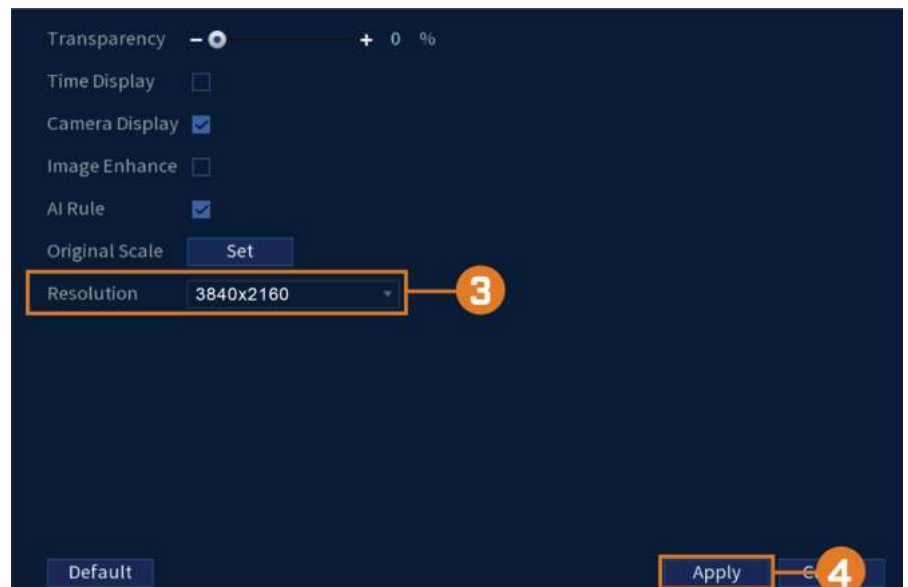 Transparency - + 0 %
Time Display
Camera Display
Image Enhance
AI Rule
Original Scale Set
Resolution 3840x2160 3
Default Apply 4